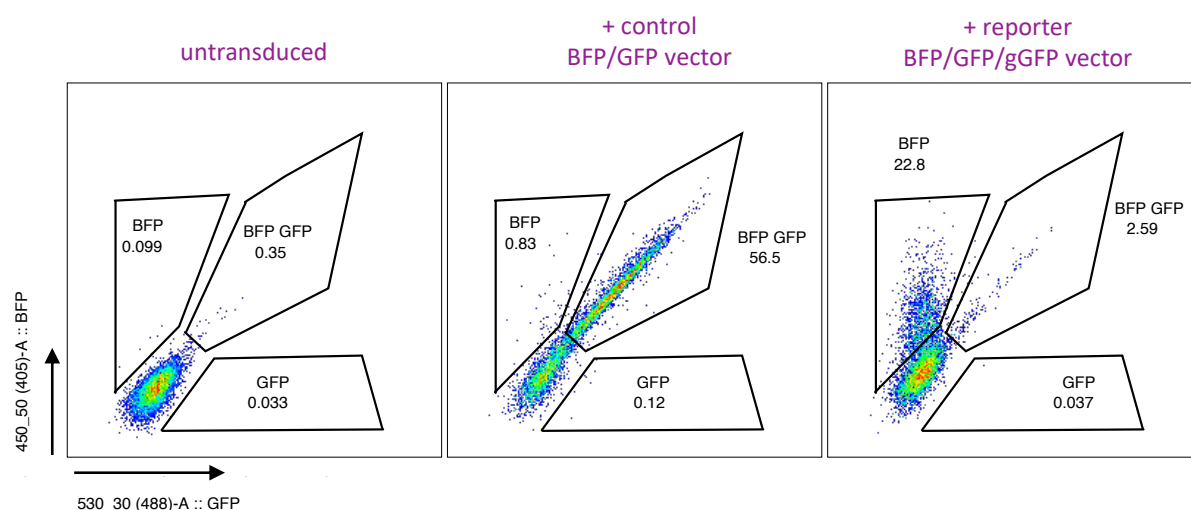 untransduced
+ control
BFP/GFP vector
+ reporter
BFP/GFP/gGFP vector
BFP
0.099
BFP GFP
0.35
GFP
0.033
BFP
0.83
BFP GFP
56.5
GFP
0.12
BFP
22.8
BFP GFP
2.59
GFP
0.037
450_50 (405)-A :: BFP
530_30 (488)-A :: GFP